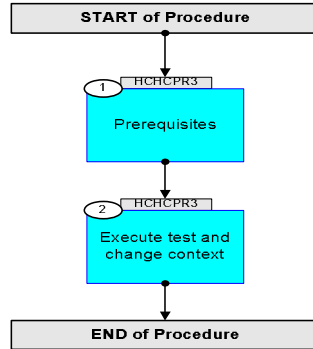 START of Procedure
HCHCPR3
1
Prerequisites
HCHCPR3
2
Execute test and
change context
END of Procedure